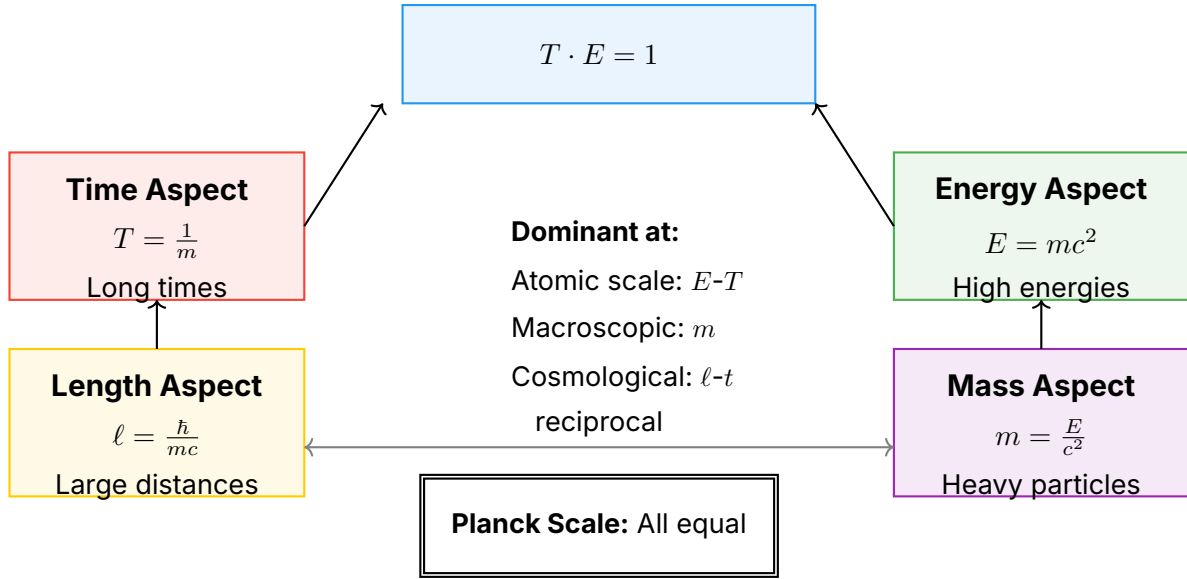 T · E = 1
Time Aspect
T = 1/m
Long times
Energy Aspect
E = mc²
High energies
Dominant at:
Atomic scale: E-T
Macroscopic: m
Cosmological: ℓ-t
reciprocal
Length Aspect
ℓ = ħ/mc
Large distances
Mass Aspect
m = E/c²
Heavy particles
Planck Scale: All equal